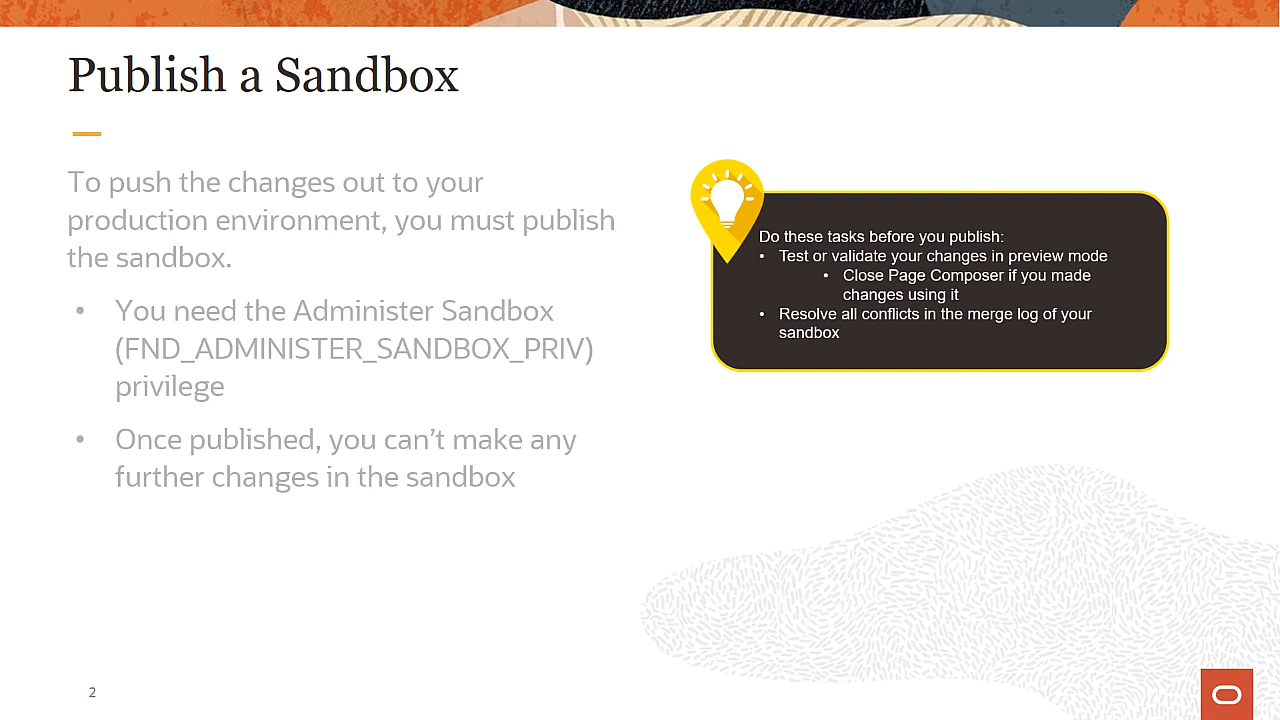 Publish a Sandbox
To push the changes out to your
production environment, you must publish
the sandbox.
• You need the Administer Sandbox
(FND_ADMINISTER_SANDBOX_PRIV)
privilege
• Once published, you can’t make any
further changes in the sandbox
Do these tasks before you publish:
• Test or validate your changes in preview mode
• Close Page Composer if you made
changes using it
• Resolve all conflicts in the merge log of your
sandbox
2